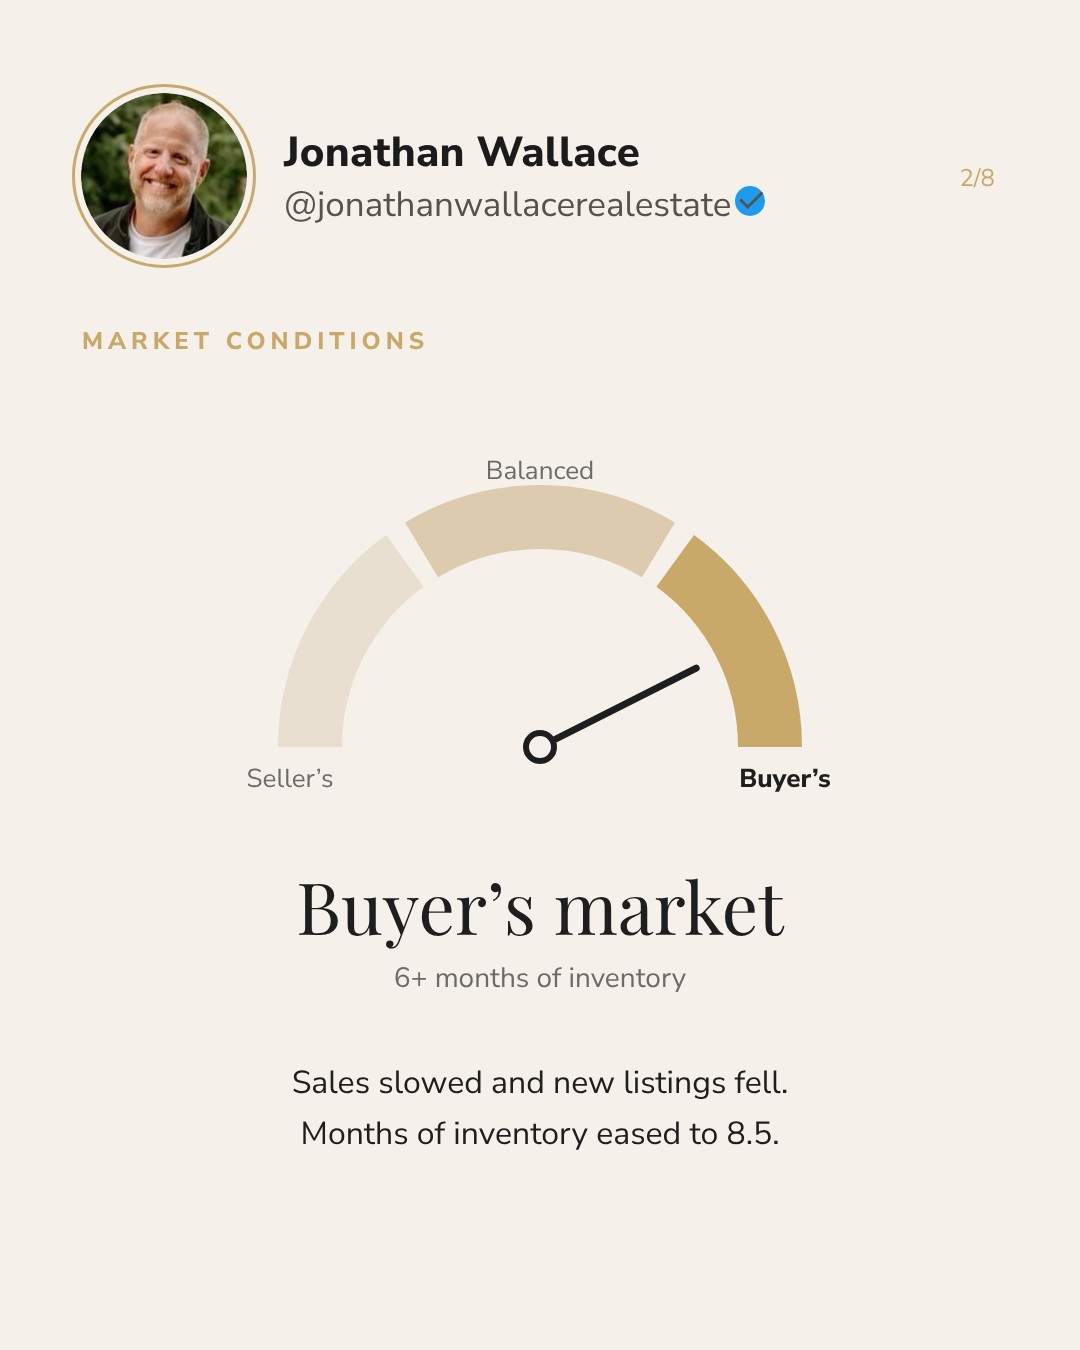 Jonathan Wallace
@jonathanwallacerealestate
2/8
MARKET CONDITIONS
Balanced
Seller’s
Buyer’s
Buyer’s market
6+ months of inventory
Sales slowed and new listings fell.
Months of inventory eased to 8.5.